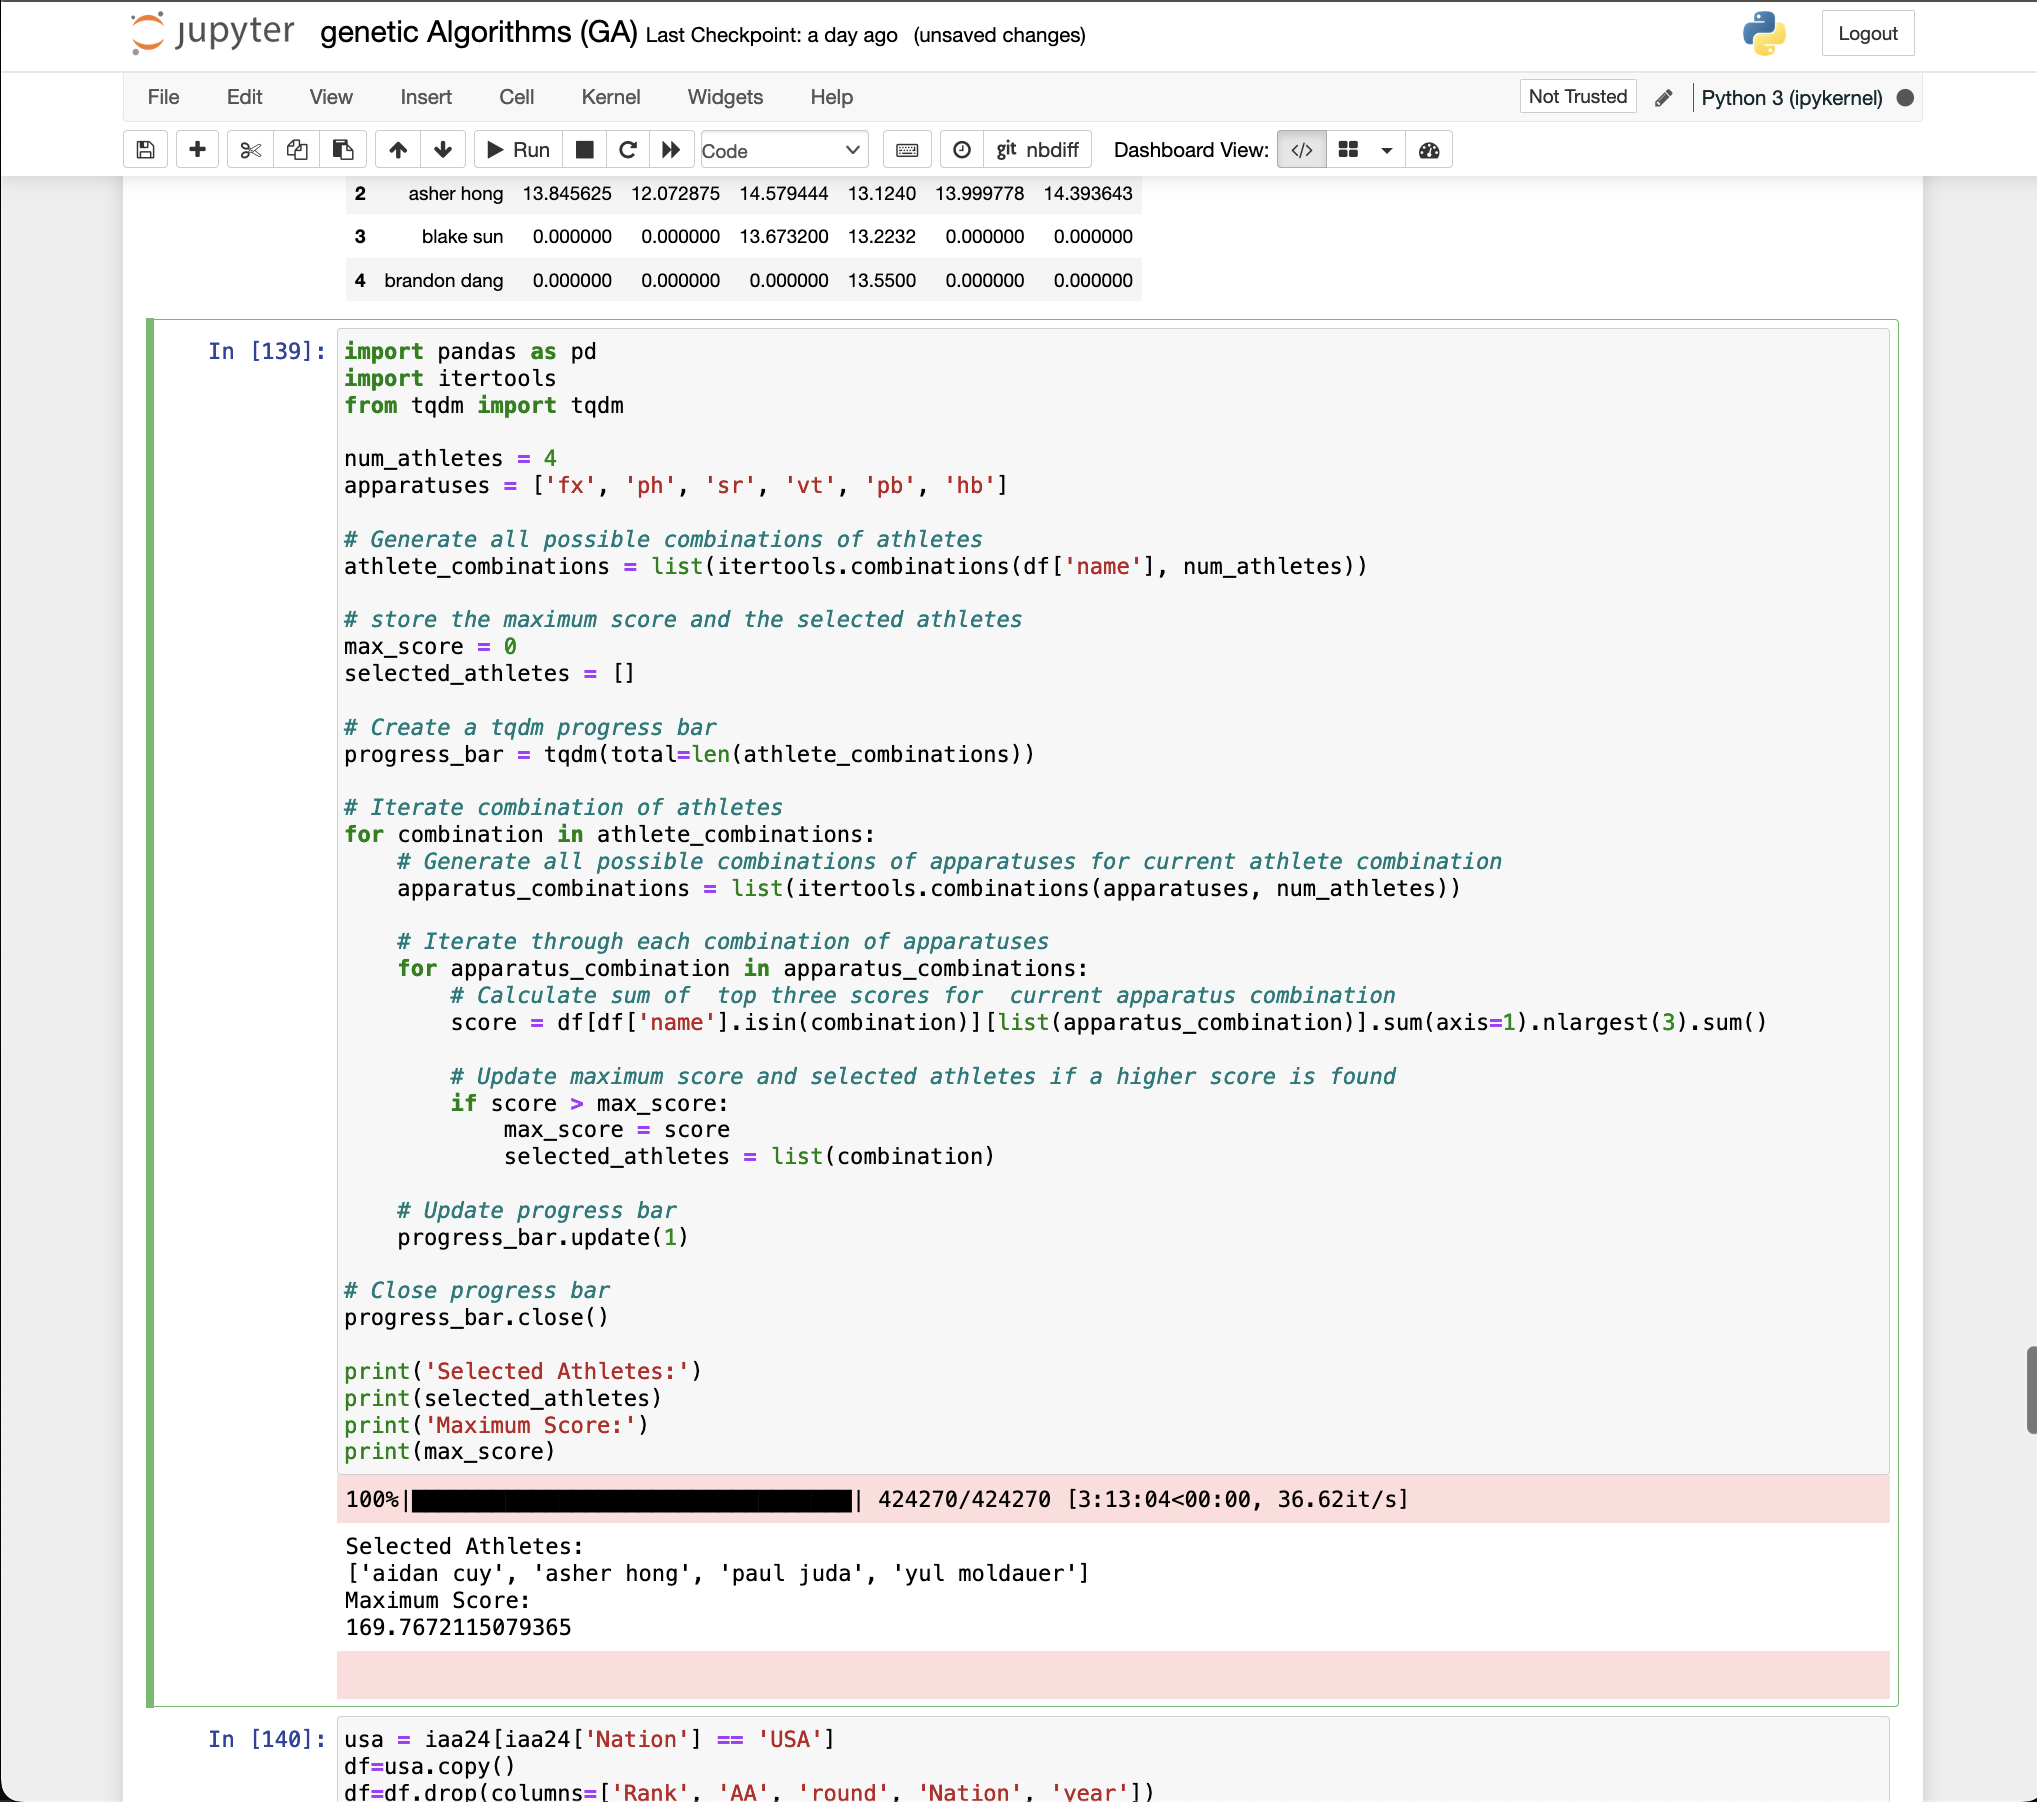 jupyter genetic Algorithms (GA) Last Checkpoint: a day ago (unsaved changes) Logout
File Edit View Insert Cell Kernel Widgets Help Not Trusted Python 3 (ipykernel)
Run Code git nbdiff Dashboard View:
2 asher hong 13.845625 12.072875 14.579444 13.1240 13.999778 14.393643
3 blake sun 0.000000 0.000000 13.673200 13.2232 0.000000 0.000000
4 brandon dang 0.000000 0.000000 0.000000 13.5500 0.000000 0.000000
In [139]: import pandas as pd
import itertools
from tqdm import tqdm
num_athletes = 4
apparatuses = ['fx', 'ph', 'sr', 'vt', 'pb', 'hb']
# Generate all possible combinations of athletes
athlete_combinations = list(itertools.combinations(df['name'], num_athletes))
# store the maximum score and the selected athletes
max_score = 0
selected_athletes = []
# Create a tqdm progress bar
progress_bar = tqdm(total=len(athlete_combinations))
# Iterate combination of athletes
for combination in athlete_combinations:
    # Generate all possible combinations of apparatuses for current athlete combination
    apparatus_combinations = list(itertools.combinations(apparatuses, num_athletes))
    # Iterate through each combination of apparatuses
    for apparatus_combination in apparatus_combinations:
        # Calculate sum of  top three scores for  current apparatus combination
        score = df[df['name'].isin(combination)][list(apparatus_combination)].sum(axis=1).nlargest(3).sum()
        # Update maximum score and selected athletes if a higher score is found
        if score > max_score:
            max_score = score
            selected_athletes = list(combination)
    # Update progress bar
    progress_bar.update(1)
# Close progress bar
progress_bar.close()
print('Selected Athletes:')
print(selected_athletes)
print('Maximum Score:')
print(max_score)
100%|██████████| 424270/424270 [3:13:04<00:00, 36.62it/s]
Selected Athletes:
['aidan cuy', 'asher hong', 'paul juda', 'yul moldauer']
Maximum Score:
169.7672115079365
In [140]: usa = iaa24[iaa24['Nation'] == 'USA']
df=usa.copy()
df=df.drop(columns=['Rank', 'AA', 'round', 'Nation', 'year'])